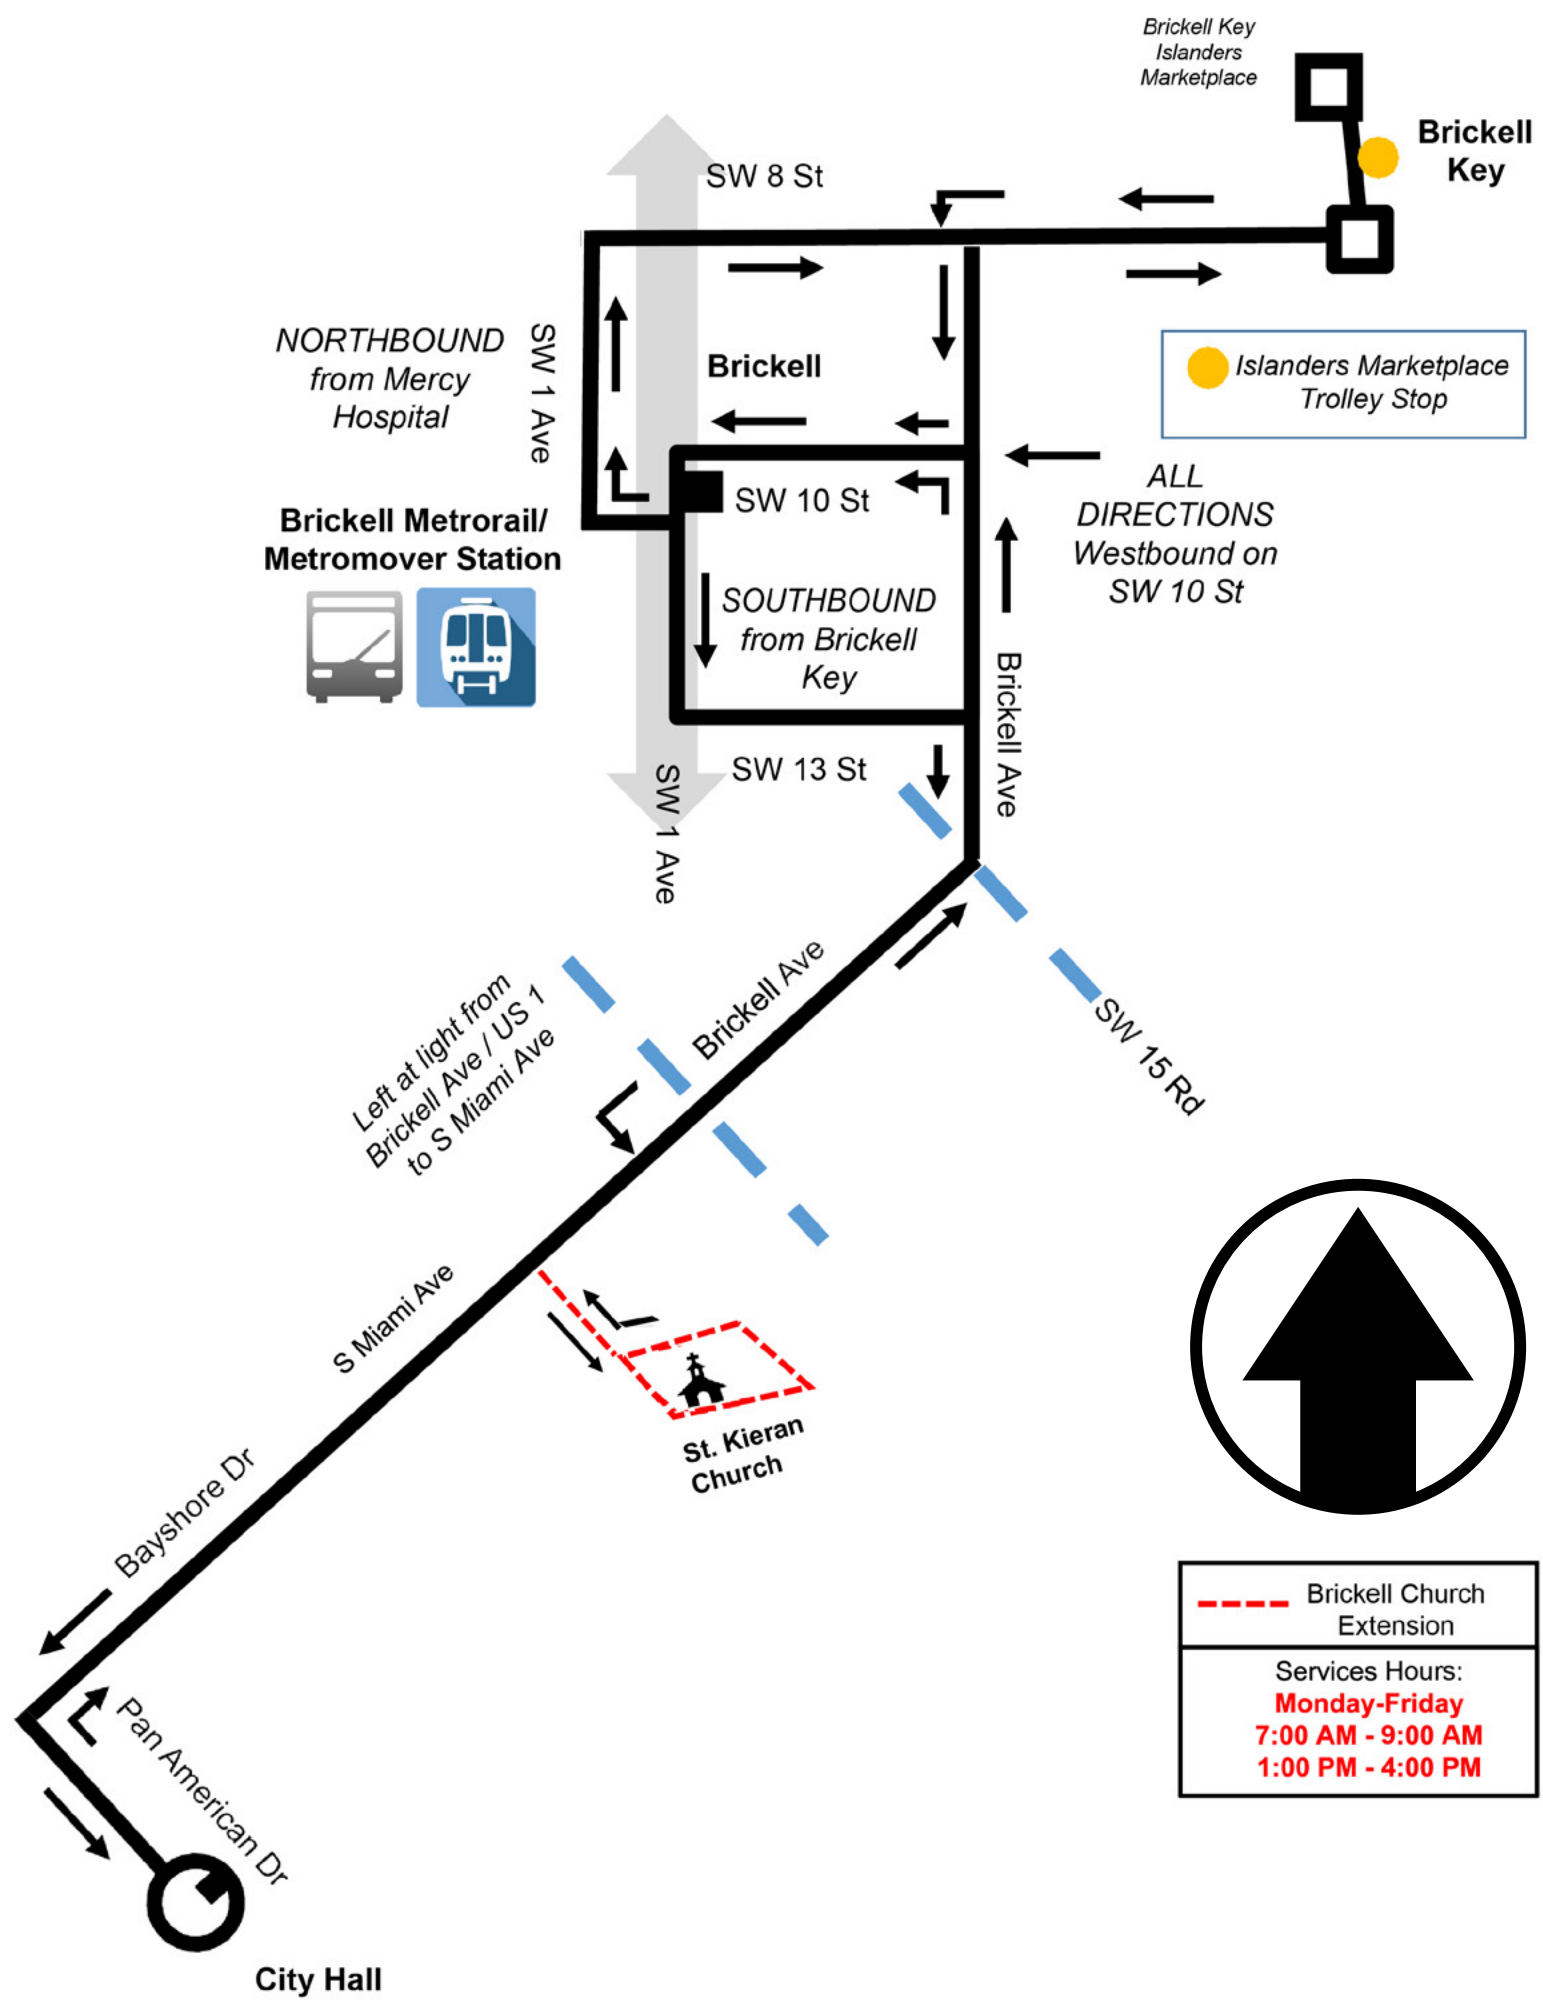 Brickell Key
Islanders
Marketplace
Brickell
Key
SW 8 St
NORTHBOUND
from Mercy
Hospital
SW 1 Ave
Brickell
Islanders Marketplace
Trolley Stop
ALL
DIRECTIONS
Westbound on
SW 10 St
SW 10 St
Brickell Metrorail/
Metromover Station
SOUTHBOUND
from Brickell
Key
Brickell Ave
SW 13 St
SW 1 Ave
Brickell Ave
Left at light from
Brickell Ave / US 1
to S Miami Ave
SW 15 Rd
S Miami Ave
St. Kieran
Church
Bayshore Dr
Pan American Dr
City Hall
Brickell Church
Extension
Services Hours:
Monday-Friday
7:00 AM - 9:00 AM
1:00 PM - 4:00 PM